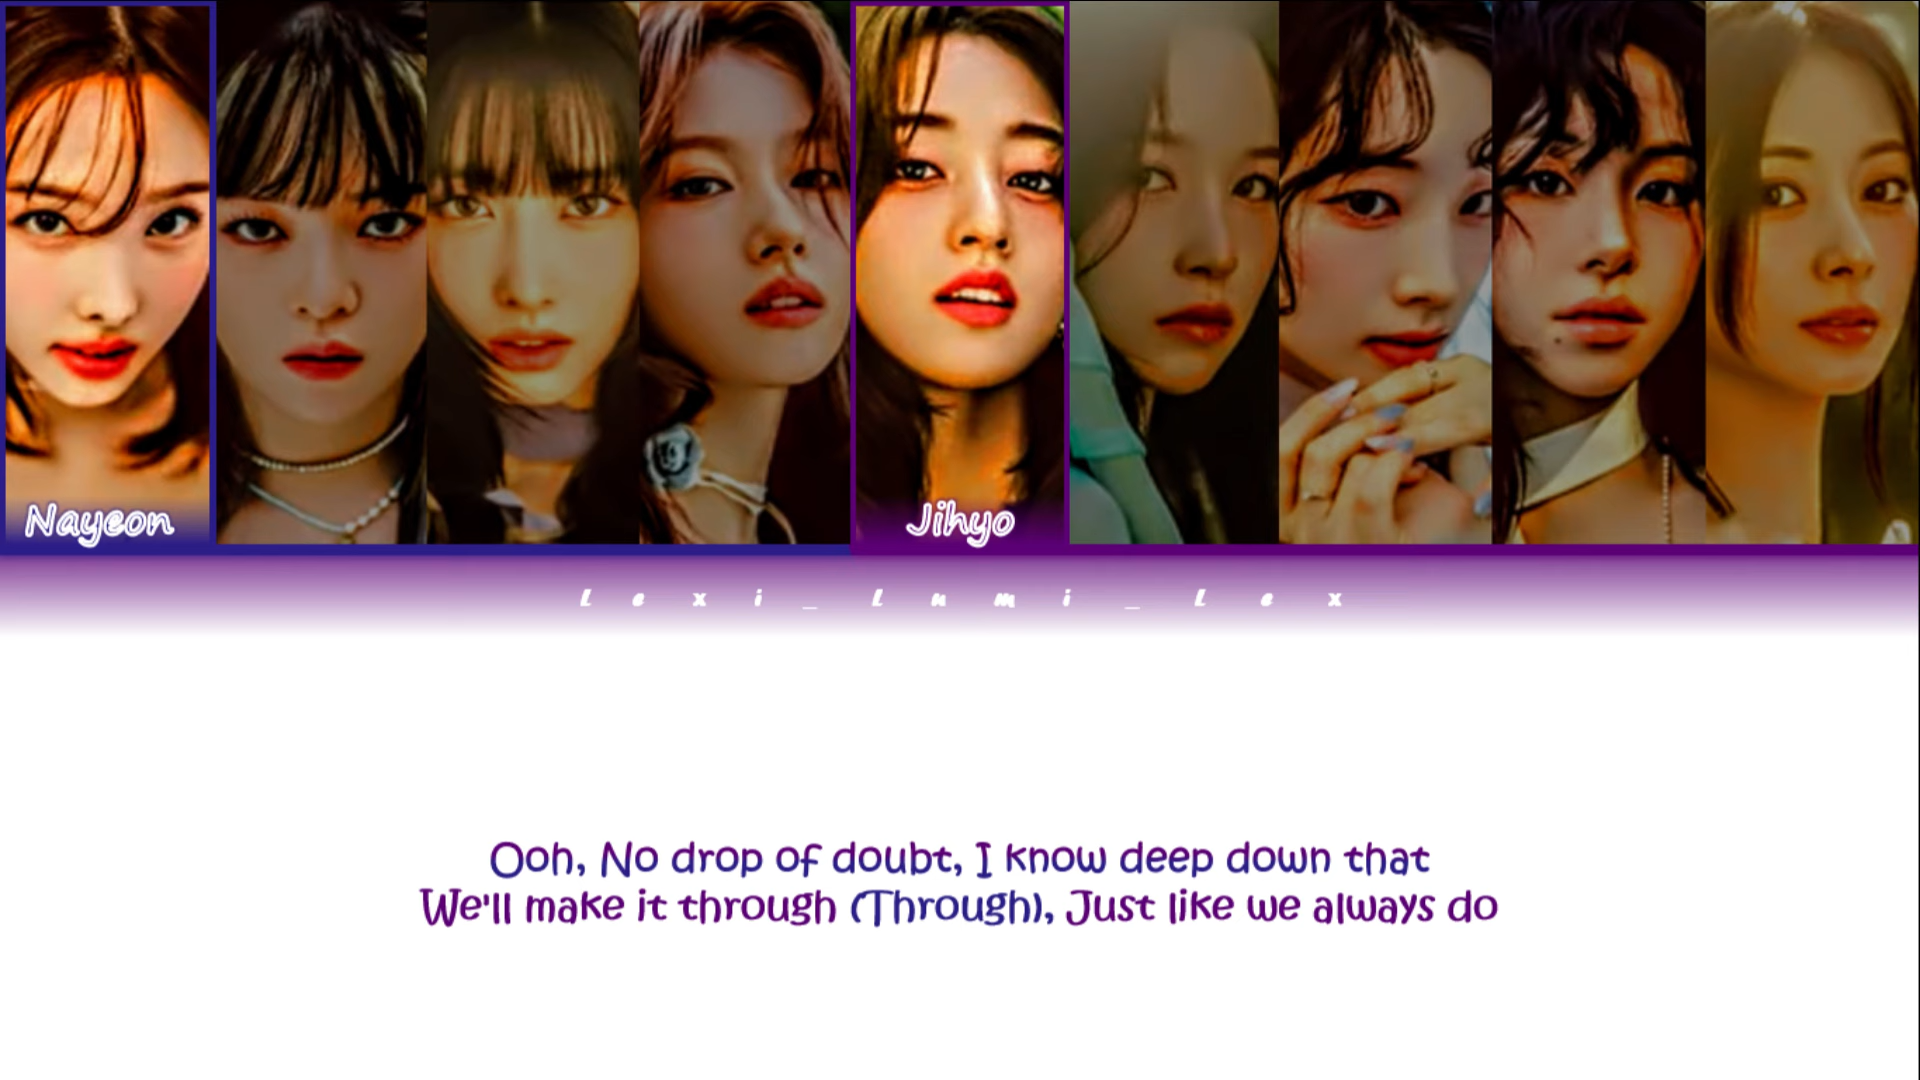 Nayeon
Jihyo
Lexi_Lumi_Lex
Ooh, No drop of doubt, I know deep down that
We'll make it through (Through), Just like we always do